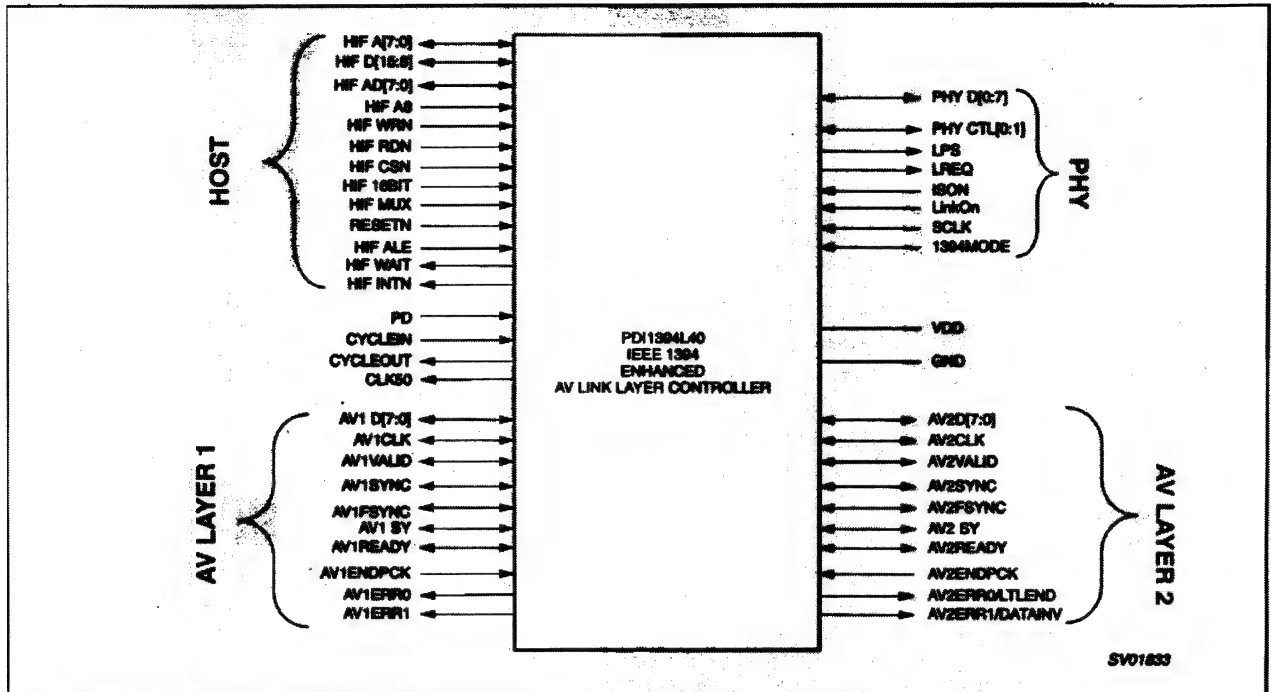 HOST
HIF A[7:0]
HIF D[15:8]
HIF AD[7:0]
HIF A8
HIF WRN
HIF RDN
HIF CSN
HIF 16BIT
HIF MUX
RESETN
HIF ALE
HIF WAIT
HIF INTN
PD
CYCLEIN
CYCLEOUT
CLK50
AV LAYER 1
AV1 D[7:0]
AV1CLK
AV1VALID
AV1SYNC
AV1FSYNC
AV1 SY
AV1READY
AV1ENDPCK
AV1ERR0
AV1ERR1
PDI1394L40
IEEE 1394
ENHANCED
AV LINK LAYER CONTROLLER
PHY D[0:7]
PHY CTL[0:1]
LPS
LREQ
ISON
LinkOn
SCLK
1394MODE
PHY
VDD
GND
AV2D[7:0]
AV2CLK
AV2VALID
AV2SYNC
AV2FSYNC
AV2 SY
AV2READY
AV2ENDPCK
AV2ERR0/LTLEND
AV2ERR1/DATAINV
AV LAYER 2
SV01833